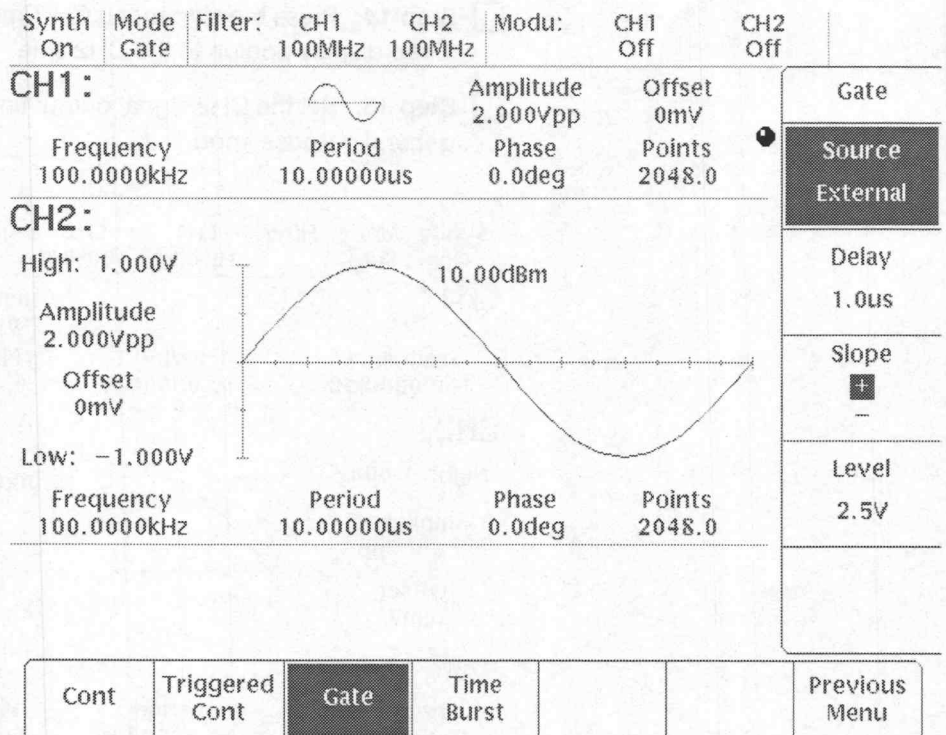 Synth On
Mode Gate
Filter:
CH1 100MHz
CH2 100MHz
Modu:
CH1 Off
CH2 Off
CH1:
Amplitude
2.000Vpp
Offset
0mV
Frequency
100.0000kHz
Period
10.00000us
Phase
0.0deg
Points
2048.0
CH2:
High: 1.000V
10.00dBm
Amplitude
2.000Vpp
Offset
0mV
Low: −1.000V
Frequency
100.0000kHz
Period
10.00000us
Phase
0.0deg
Points
2048.0
Gate
Source
External
Delay
1.0us
Slope
+
−
Level
2.5V
Cont
Triggered
Cont
Gate
Time
Burst
Previous
Menu